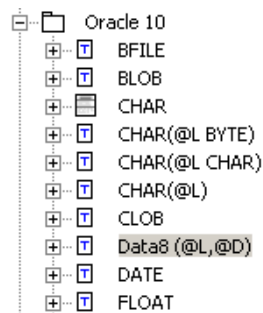 Oracle 10
BFILE
BLOB
CHAR
CHAR(@L BYTE)
CHAR(@L CHAR)
CHAR(@L)
CLOB
Data8 (@L,@D)
DATE
FLOAT